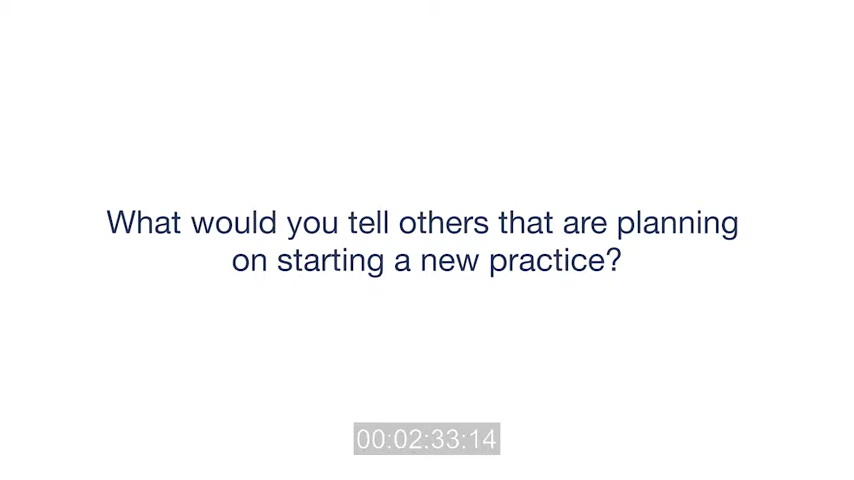 What would you tell others that are planning
on starting a new practice?
00:02:33:14